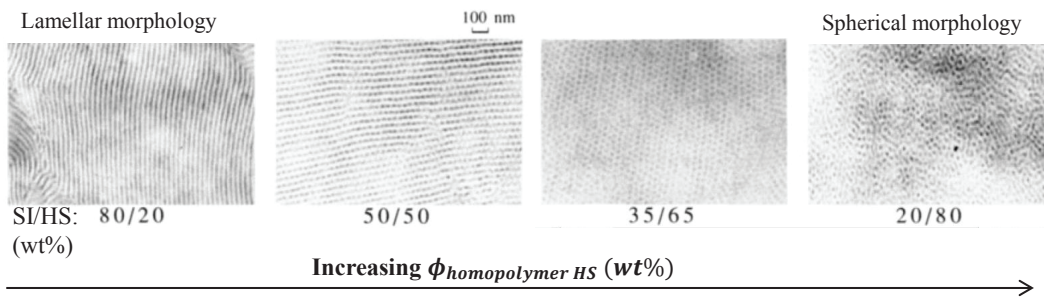 Lamellar morphology
100 nm
Spherical morphology
SI/HS: 80/20 50/50 35/65 20/80
(wt%)
Increasing ϕhomopolymer HS (wt%)